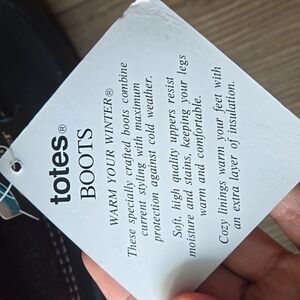 totes®
BOOTS
WARM YOUR WINTER®
These specially crafted boots combine
current styling with maximum
protection against cold weather.
Soft, high quality uppers resist
moisture and stains, keeping your legs
warm and comfortable.
Cozy linings warm your feet with
an extra layer of insulation.